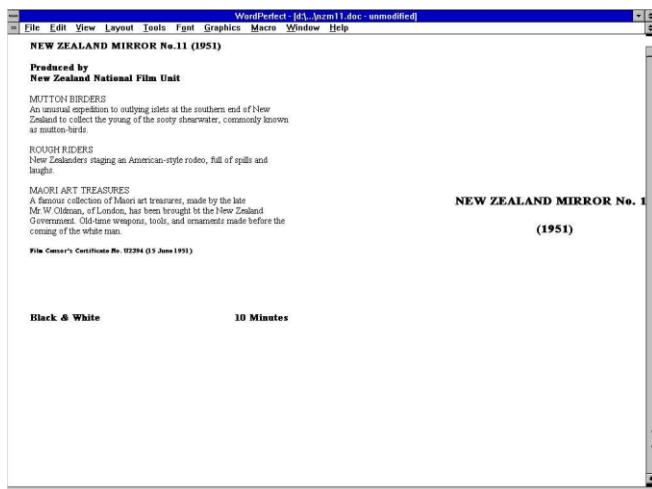 WordPerfect - [d:\...\nzm11.doc - unmodified]
File Edit View Layout Tools Font Graphics Macro Window Help
NEW ZEALAND MIRROR No.11 (1951)
Produced by
New Zealand National Film Unit
MUTTON BIRDERS
An unusual expedition to outlying islets at the southern end of New
Zealand to collect the young of the sooty shearwater, commonly known
as mutton-birds.
ROUGH RIDERS
New Zealanders staging an American-style rodeo, full of spills and
laughs.
MAORI ART TREASURES
A famous collection of Maori art treasures, made by the late
Mr.W.Oldman, of London, has been brought bt the New Zealand
Government. Old-time weapons, tools, and ornaments made before the
coming of the white man.
Film Censor's Certificate No. U2394 (15 June 1951)
Black & White 10 Minutes
NEW ZEALAND MIRROR No. 1
(1951)